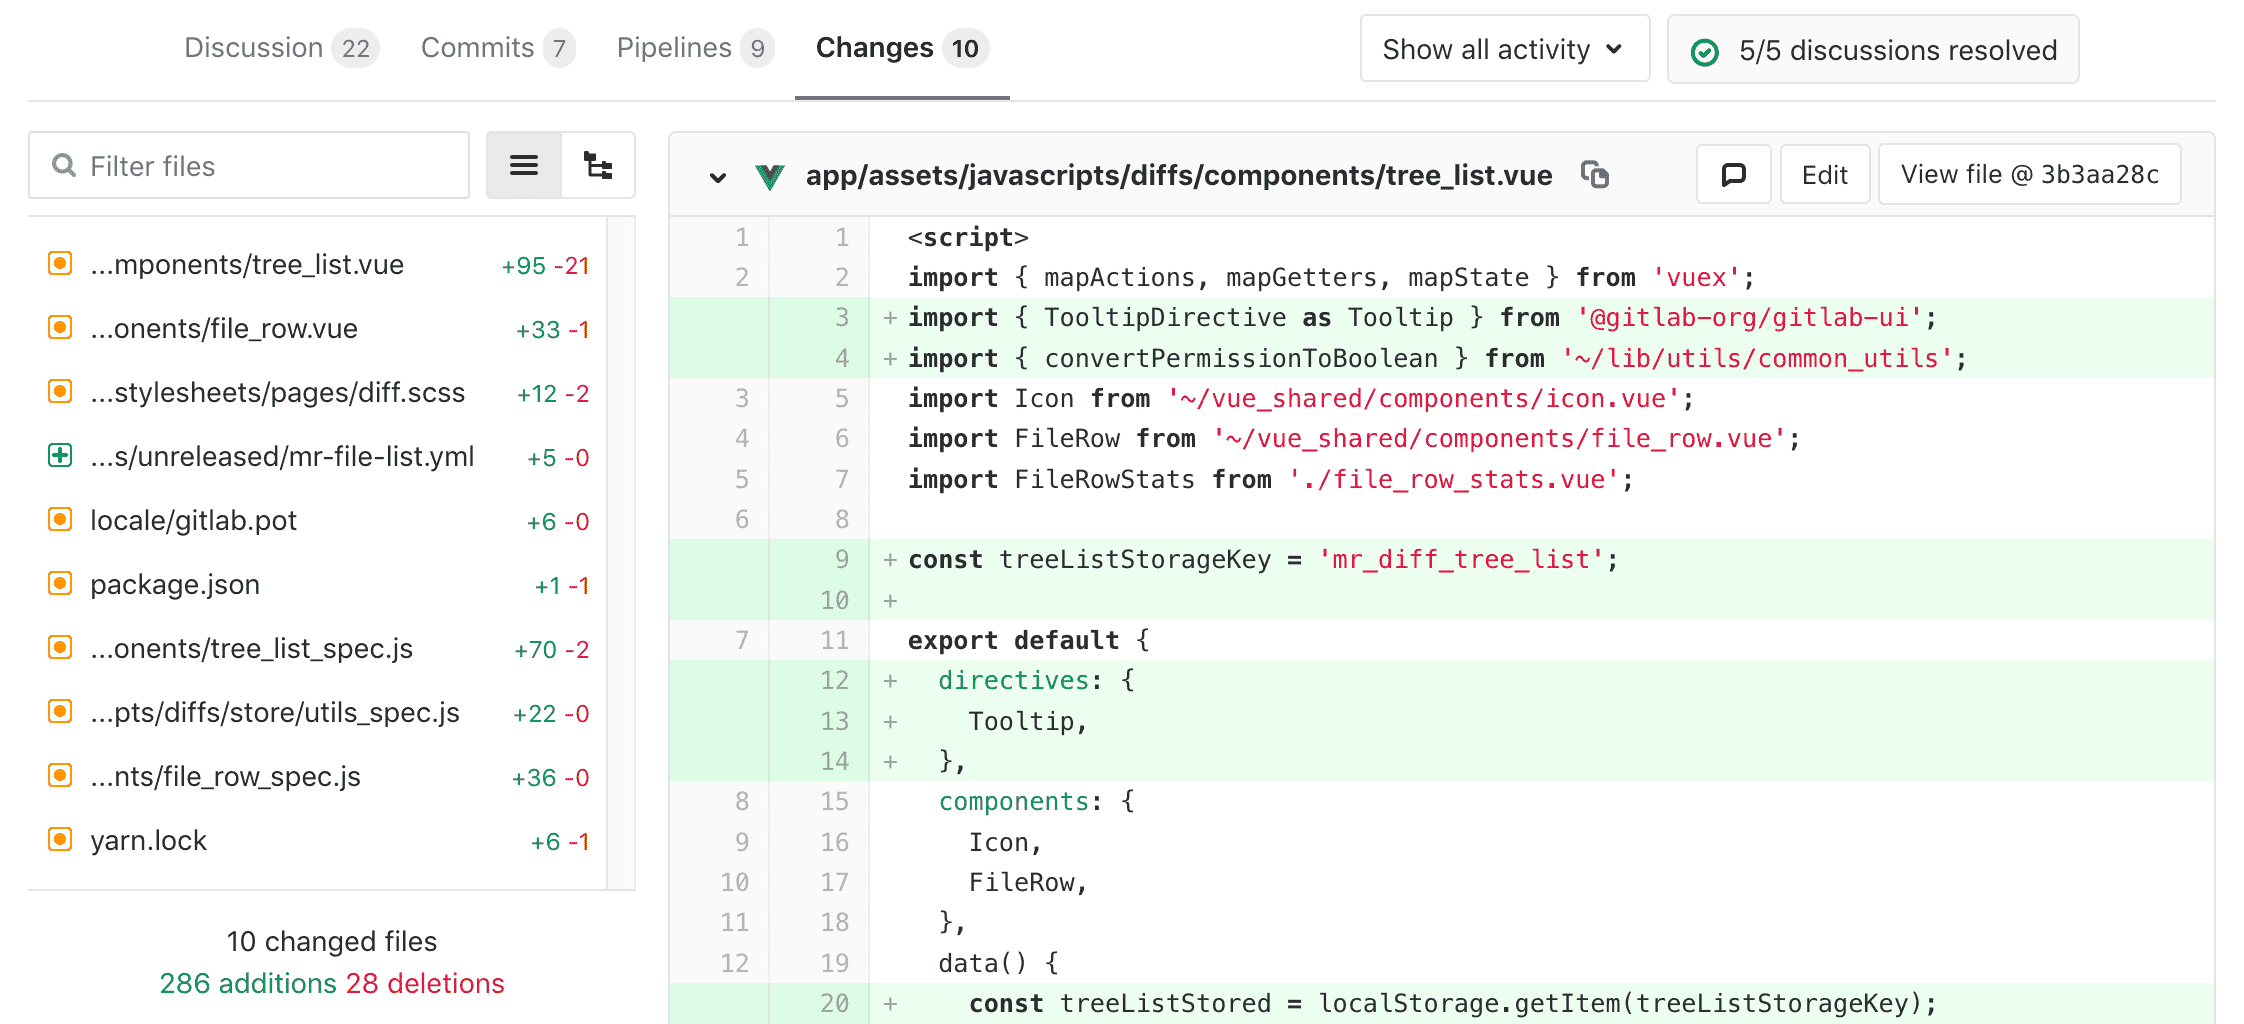 Discussion 22 Commits 7 Pipelines 9 Changes 10 Show all activity 5/5 discussions resolved
Filter files
...mponents/tree_list.vue +95 -21
...onents/file_row.vue +33 -1
...stylesheets/pages/diff.scss +12 -2
...s/unreleased/mr-file-list.yml +5 -0
locale/gitlab.pot +6 -0
package.json +1 -1
...onents/tree_list_spec.js +70 -2
...pts/diffs/store/utils_spec.js +22 -0
...nts/file_row_spec.js +36 -0
yarn.lock +6 -1
10 changed files
286 additions 28 deletions
app/assets/javascripts/diffs/components/tree_list.vue Edit View file @ 3b3aa28c
1 1 <script>
2 2 import { mapActions, mapGetters, mapState } from 'vuex';
3 + import { TooltipDirective as Tooltip } from '@gitlab-org/gitlab-ui';
4 + import { convertPermissionToBoolean } from '~/lib/utils/common_utils';
3 5 import Icon from '~/vue_shared/components/icon.vue';
4 6 import FileRow from '~/vue_shared/components/file_row.vue';
5 7 import FileRowStats from './file_row_stats.vue';
6 8
9 + const treeListStorageKey = 'mr_diff_tree_list';
10 +
7 11 export default {
12 + directives: {
13 + Tooltip,
14 + },
8 15 components: {
9 16 Icon,
10 17 FileRow,
11 18 },
12 19 data() {
20 + const treeListStored = localStorage.getItem(treeListStorageKey);